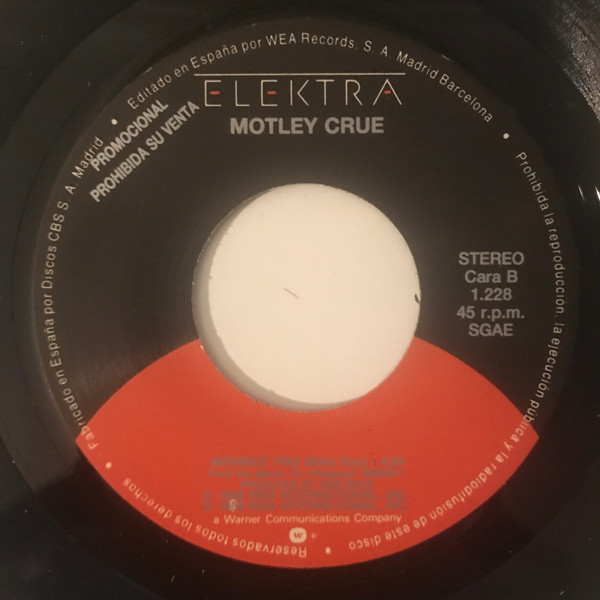 Editado en España por WEA Records, S. A. Madrid Barcelona
ELEKTRA
MOTLEY CRUE
PROMOCIONAL
PROHIBIDA SU VENTA
STEREO
Cara B
1.228
45 r.p.m.
SGAE
Prohibida la reproducción, la ejecución pública y la radiodifusión de este disco
Fabricado en España por Discos CBS S. A. Madrid
WITHOUT YOU
a Warner Communications Company
Reservados todos los derechos